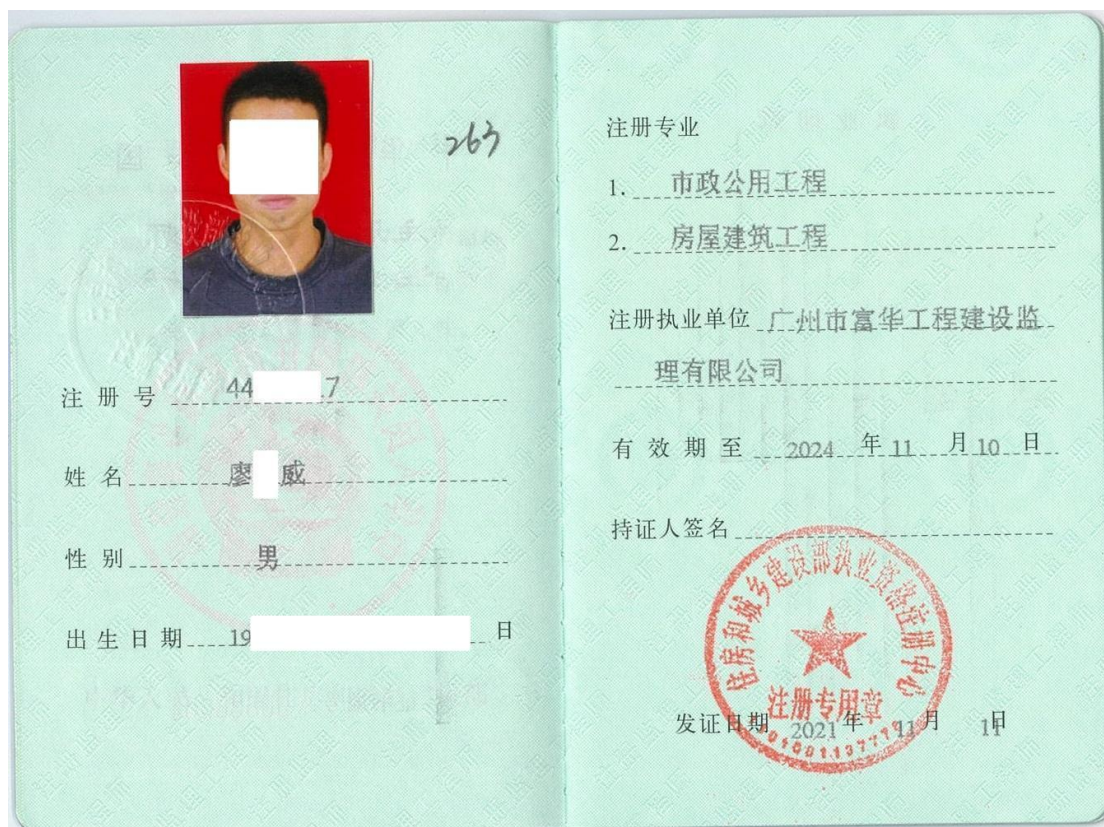 263
注册号 44 7
姓名 廖 威
性别 男
出生日期 19 日
注册专业
1. 市政公用工程
2. 房屋建筑工程
注册执业单位 广州市富华工程建设监
理有限公司
有效期至 2024 年 11 月 10 日
持证人签名
住房和城乡建设部执业资格注册中心
注册专用章
发证日期 2021 年 11 月 11 日